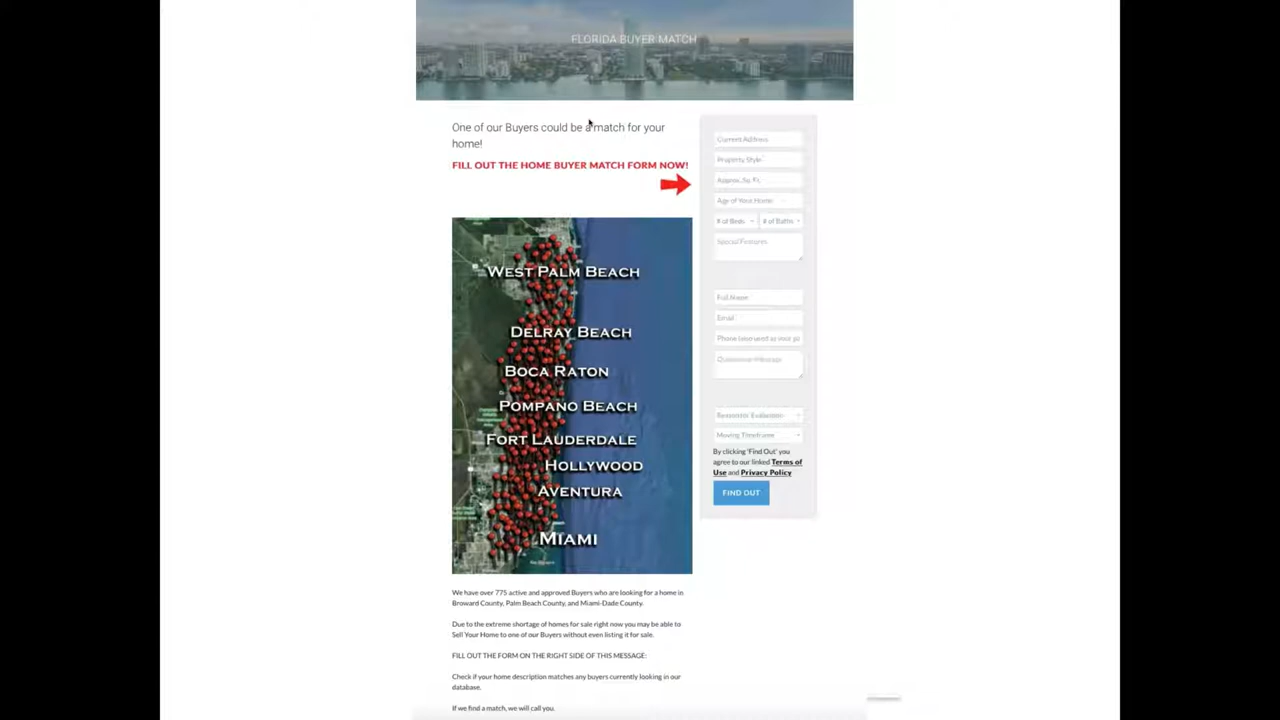 FLORIDA BUYER MATCH
One of our Buyers could be a match for your
home!
FILL OUT THE HOME BUYER MATCH FORM NOW!
WEST PALM BEACH
DELRAY BEACH
BOCA RATON
POMPANO BEACH
FORT LAUDERDALE
HOLLYWOOD
AVENTURA
MIAMI
We have over 775 active and approved Buyers who are looking for a home in
Broward County, Palm Beach County, and Miami-Dade County.
Due to the extreme shortage of homes for sale right now you may be able to
Sell Your Home to one of our Buyers without even listing it for sale.
FILL OUT THE FORM ON THE RIGHT SIDE OF THIS MESSAGE:
Check if your home description matches any buyers currently looking in our
database.
If we find a match, we will call you.
Current Address
Property Style
Approx. Sq. Ft.
Age of Your Home
# of Beds
# of Baths
Special Features
Full Name
Email
Phone
Moving Timeframe
By clicking 'Find Out' you
agree to our linked Terms of
Use and Privacy Policy
FIND OUT